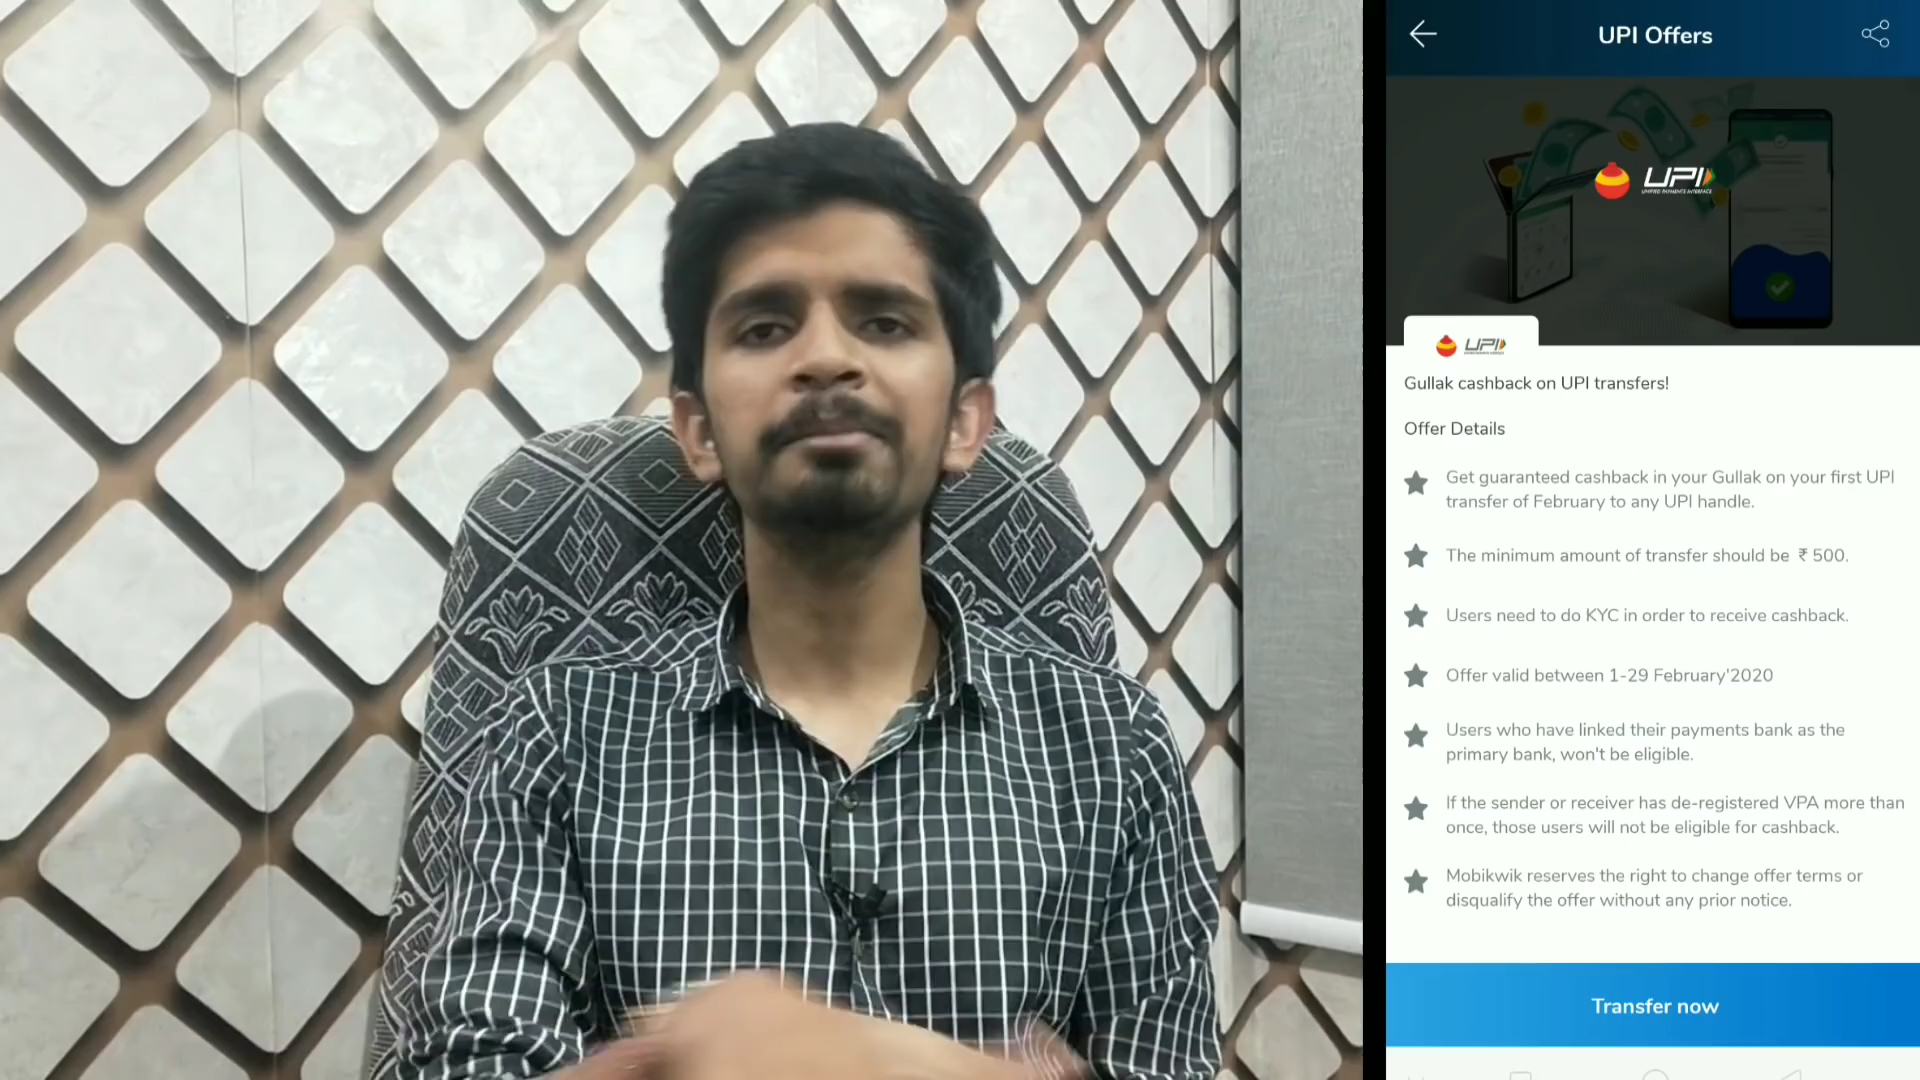 UPI Offers
UPI
UNIFIED PAYMENTS INTERFACE
UPI
Gullak cashback on UPI transfers!
Offer Details
Get guaranteed cashback in your Gullak on your first UPI
transfer of February to any UPI handle.
The minimum amount of transfer should be ₹ 500.
Users need to do KYC in order to receive cashback.
Offer valid between 1-29 February'2020
Users who have linked their payments bank as the
primary bank, won't be eligible.
If the sender or receiver has de-registered VPA more than
once, those users will not be eligible for cashback.
Mobikwik reserves the right to change offer terms or
disqualify the offer without any prior notice.
Transfer now